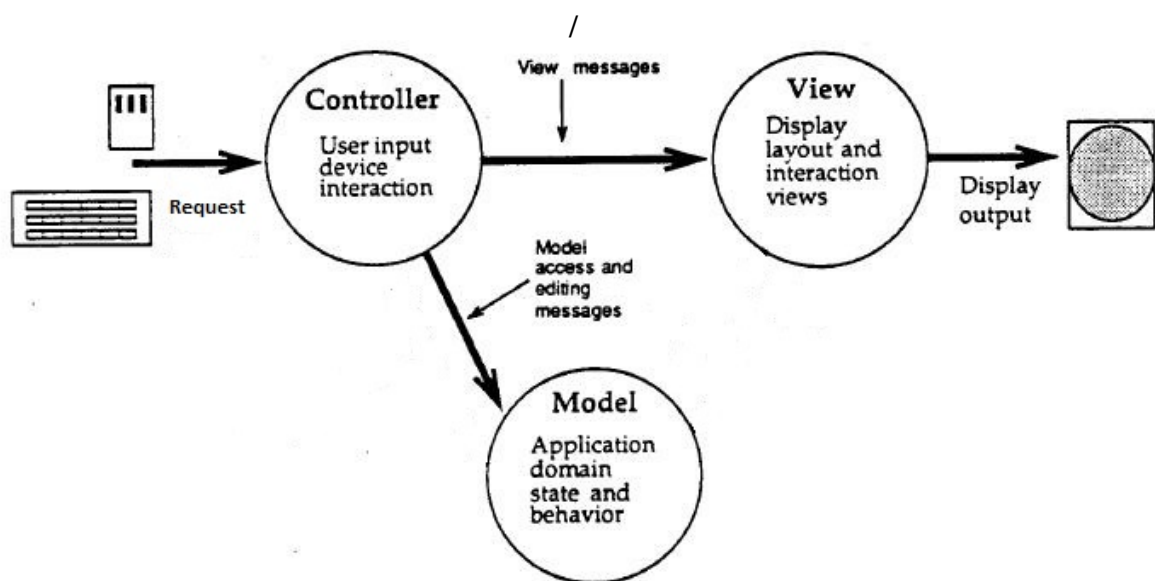 /
View messages
Controller
User input
device
interaction
View
Display
layout and
interaction
views
Request
Display
output
Model
access and
editing
messages
Model
Application
domain
state and
behavior